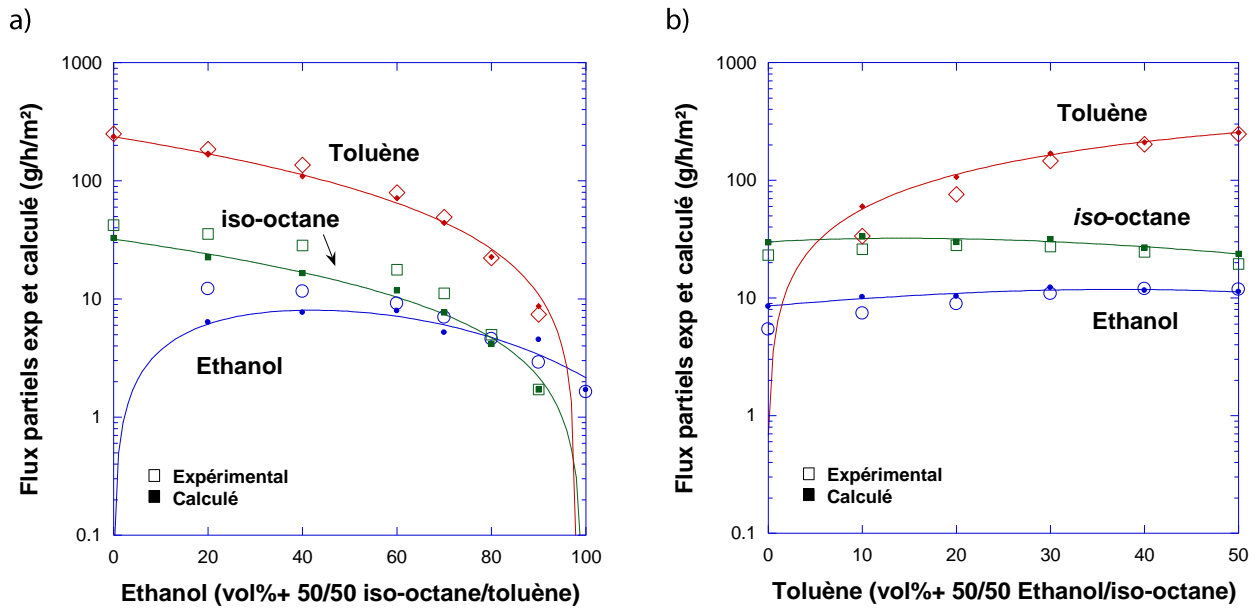 a)
Flux partiels exp et calculé (g/h/m²)
1000
100
10
1
0.1
Toluène
iso-octane
Ethanol
Expérimental
Calculé
0 20 40 60 80 100
Ethanol (vol%+ 50/50 iso-octane/toluène)
b)
Flux partiels exp et calculé (g/h/m²)
1000
100
10
1
0.1
Toluène
iso-octane
Ethanol
Expérimental
Calculé
0 10 20 30 40 50
Toluène (vol%+ 50/50 Ethanol/iso-octane)